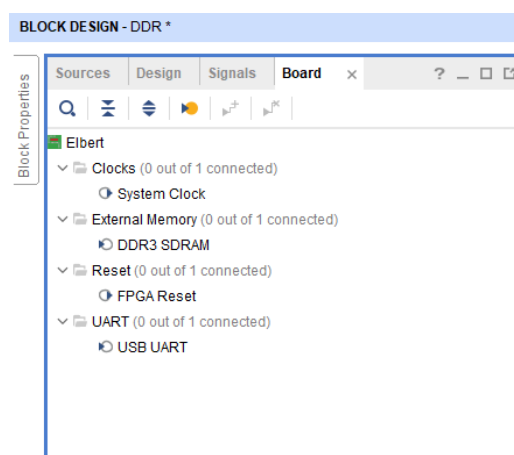 BLOCK DESIGN - DDR *
Block Properties
Sources Design Signals Board × ? _
Elbert
Clocks (0 out of 1 connected)
System Clock
External Memory (0 out of 1 connected)
DDR3 SDRAM
Reset (0 out of 1 connected)
FPGA Reset
UART (0 out of 1 connected)
USB UART